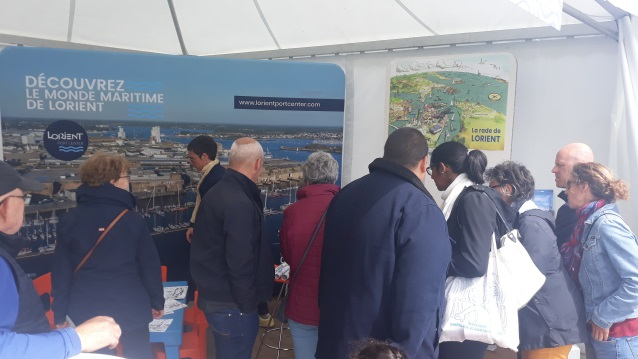 DÉCOUVREZ
LE MONDE MARITIME
DE LORIENT
www.lorientportcenter.com
LORIENT
La rade de
LORIENT